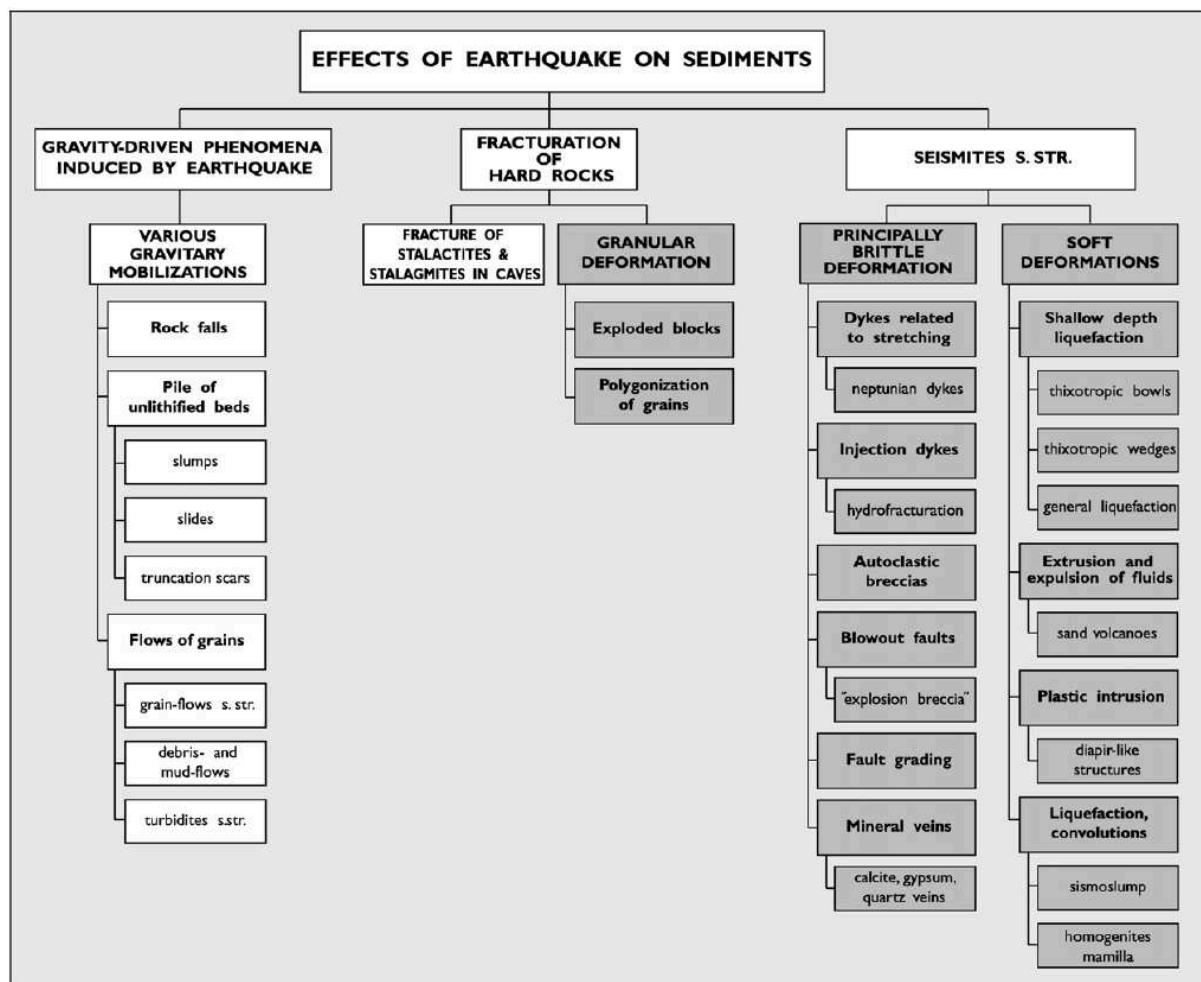 EFFECTS OF EARTHQUAKE ON SEDIMENTS
GRAVITY-DRIVEN PHENOMENA
INDUCED BY EARTHQUAKE
VARIOUS
GRAVITARY
MOBILIZATIONS
Rock falls
Pile of
unlithified beds
slumps
slides
truncation scars
Flows of grains
grain-flows s. str.
debris- and
mud-flows
turbidites s.str.
FRACTURATION
OF
HARD ROCKS
FRACTURE OF
STALACTITES &
STALAGMITES IN CAVES
GRANULAR
DEFORMATION
Exploded blocks
Polygonization
of grains
SEISMITES S. STR.
PRINCIPALLY
BRITTLE
DEFORMATION
Dykes related
to stretching
neptunian dykes
Injection dykes
hydrofracturation
Autoclastic
breccias
Blowout faults
"explosion breccia"
Fault grading
Mineral veins
calcite, gypsum,
quartz veins
SOFT
DEFORMATIONS
Shallow depth
liquefaction
thixotropic bowls
thixotropic wedges
general liquefaction
Extrusion and
expulsion of fluids
sand volcanoes
Plastic intrusion
diapir-like
structures
Liquefaction,
convolutions
sismoslump
homogenites
mamilla